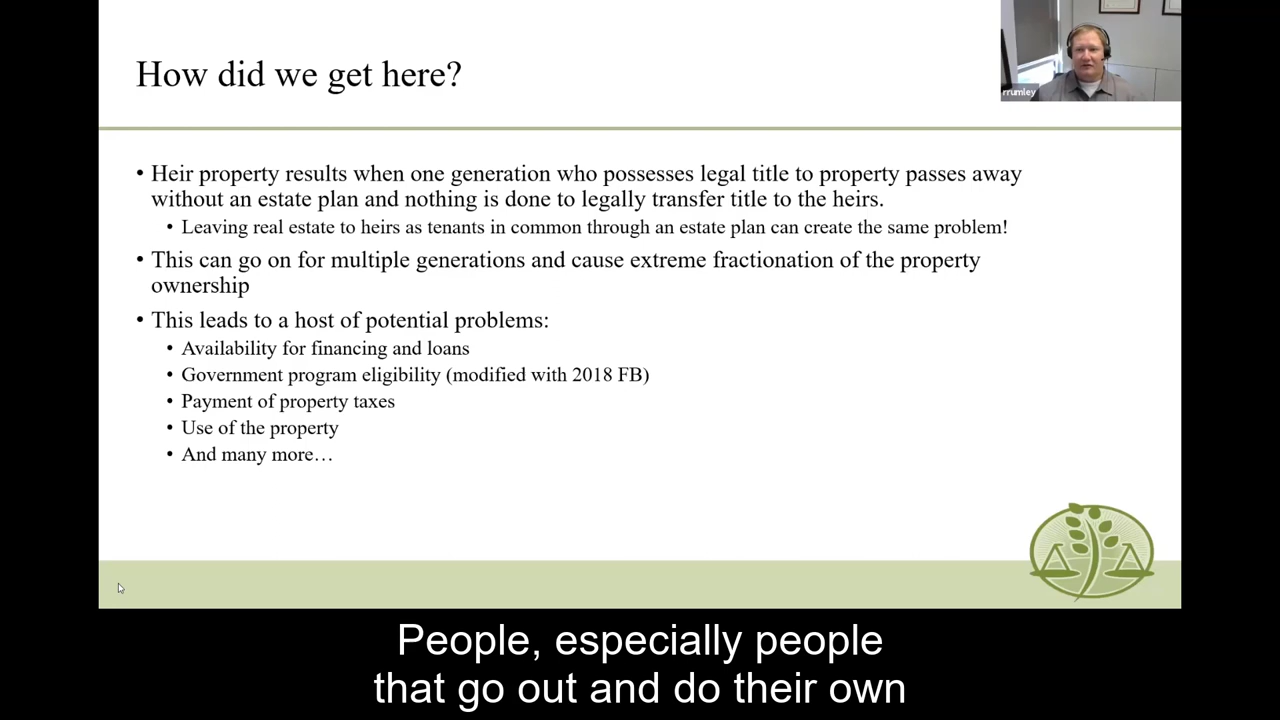 How did we get here?
rrumley
• Heir property results when one generation who possesses legal title to property passes away
without an estate plan and nothing is done to legally transfer title to the heirs.
• Leaving real estate to heirs as tenants in common through an estate plan can create the same problem!
• This can go on for multiple generations and cause extreme fractionation of the property
ownership
• This leads to a host of potential problems:
• Availability for financing and loans
• Government program eligibility (modified with 2018 FB)
• Payment of property taxes
• Use of the property
• And many more…
People, especially people
that go out and do their own